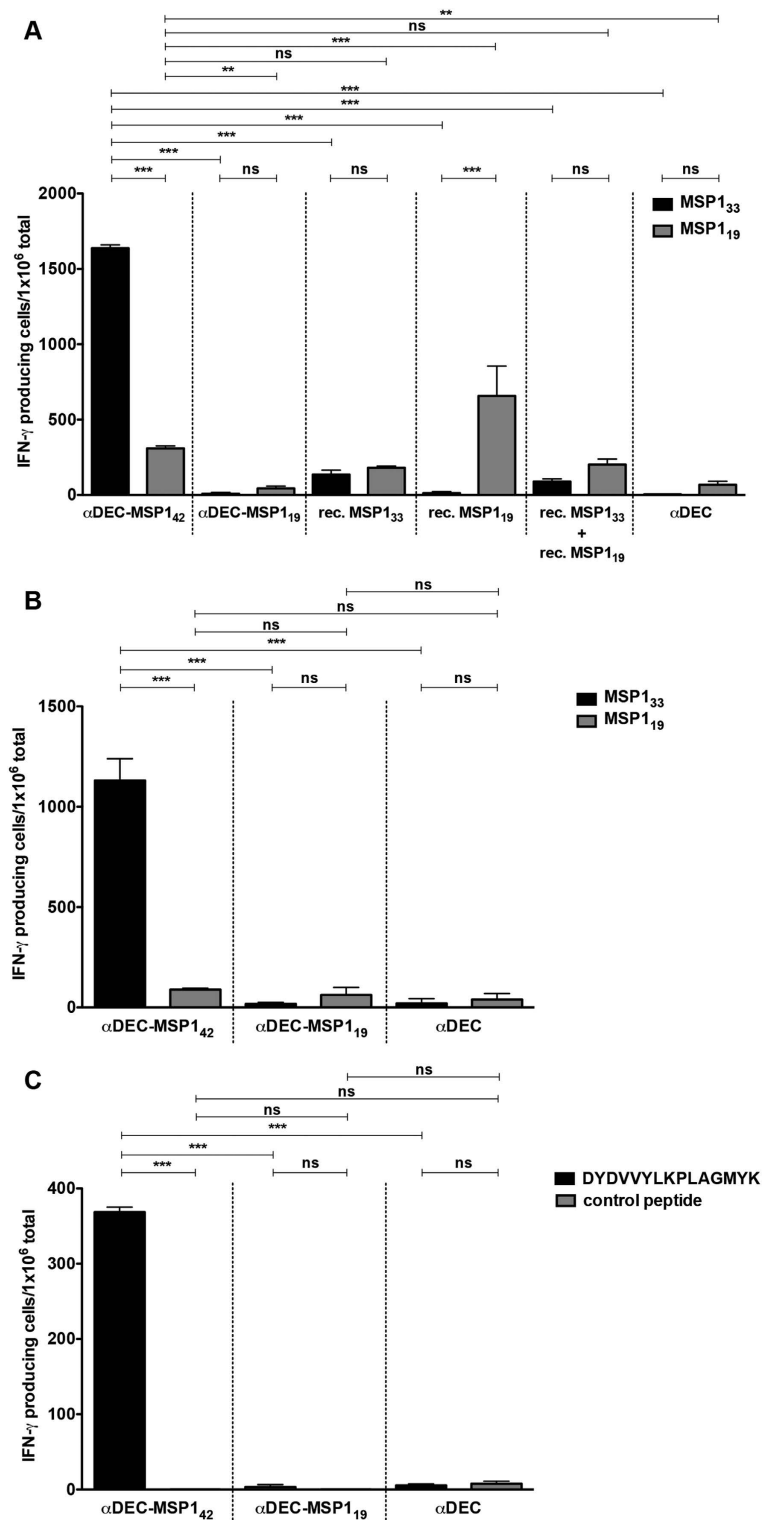 A
**
ns
***
ns
**
***
***
***
***
***
*** ns ns *** ns ns
IFN-γ producing cells/1x10⁶ total
2000
1500
1000
500
0
MSP1₃₃
MSP1₁₉
αDEC-MSP1₄₂ αDEC-MSP1₁₉ rec. MSP1₃₃ rec. MSP1₁₉ rec. MSP1₃₃ αDEC
+
rec. MSP1₁₉
B
ns
ns
ns
***
***
*** ns ns
IFN-γ producing cells/1x10⁶ total
1500
1000
500
0
MSP1₃₃
MSP1₁₉
αDEC-MSP1₄₂ αDEC-MSP1₁₉ αDEC
C
ns
ns
ns
***
***
*** ns ns
IFN-γ producing cells/1x10⁶ total
400
300
200
100
0
DYDVVYLKPLAGMYK
control peptide
αDEC-MSP1₄₂ αDEC-MSP1₁₉ αDEC